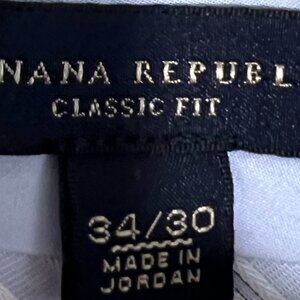 NANA REPUBL
CLASSIC FIT
34/30
MADE IN
JORDAN